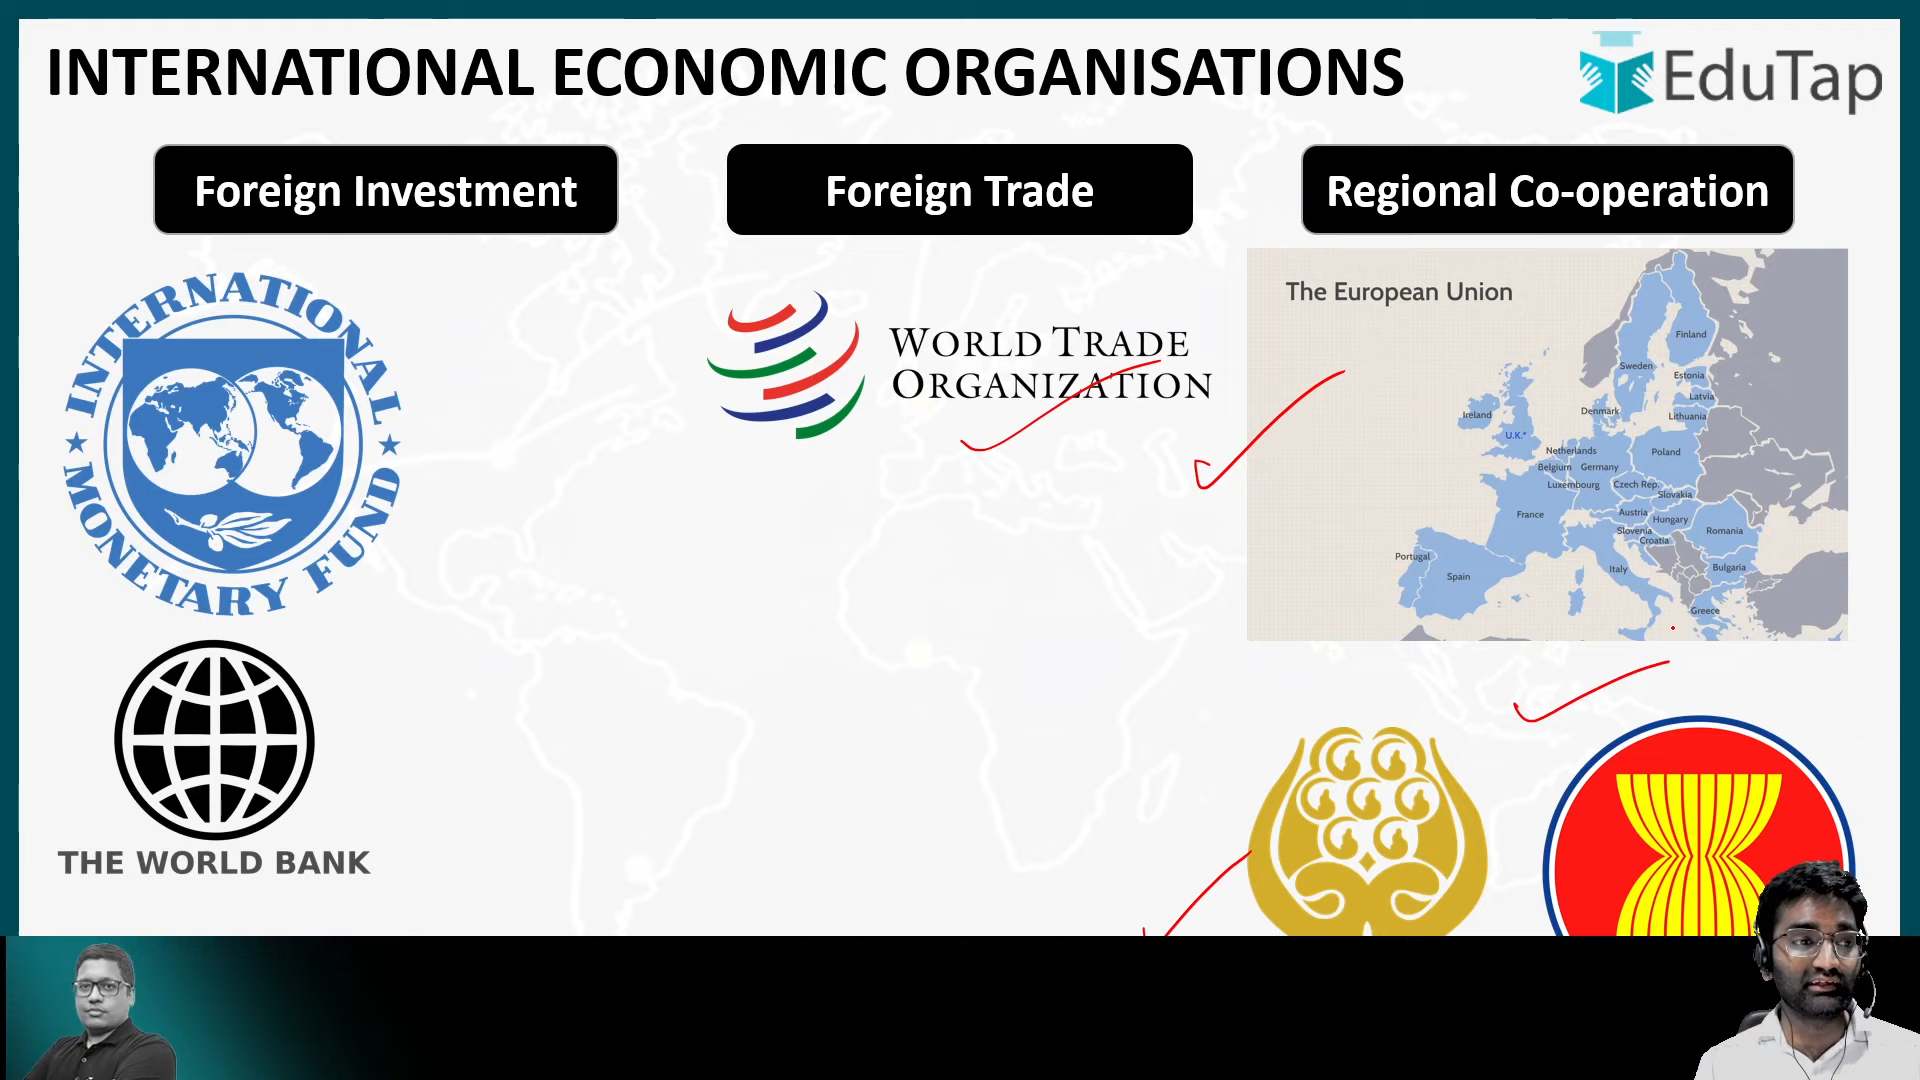 INTERNATIONAL ECONOMIC ORGANISATIONS
EduTap
Foreign Investment
Foreign Trade
Regional Co-operation
INTERNATIONAL
MONETARY FUND
THE WORLD BANK
WORLD TRADE
ORGANIZATION
The European Union
Finland
Sweden
Estonia
Latvia
Lithuania
Denmark
Ireland
U.K.*
Netherlands
Poland
Belgium
Germany
Luxembourg
Czech Rep.
Slovakia
France
Austria
Hungary
Slovenia
Romania
Croatia
Portugal
Spain
Italy
Bulgaria
Greece